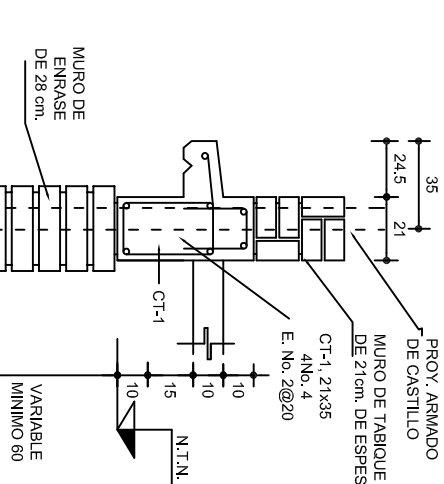 35
24.5
21
PROY. ARMADO
DE CASTILLO
MURO DE TABIQUE
DE 21cm. DE ESPES
CT-1, 21x35
4No. 4
E. No. 2@20
MURO DE
ENRASE
DE 28 cm.
CT-1
10
10
15
10
N.T.N.
VARIABLE
MINIMO 60